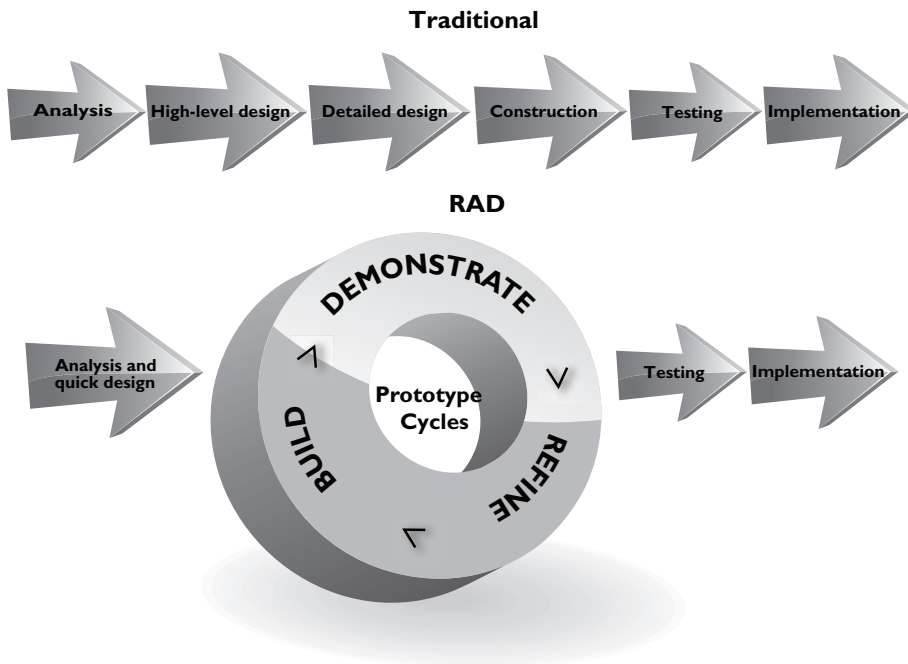 Traditional
Analysis
High-level design
Detailed design
Construction
Testing
Implementation
RAD
Analysis and
quick design
DEMONSTRATE
REFINE
BUILD
Prototype
Cycles
Testing
Implementation